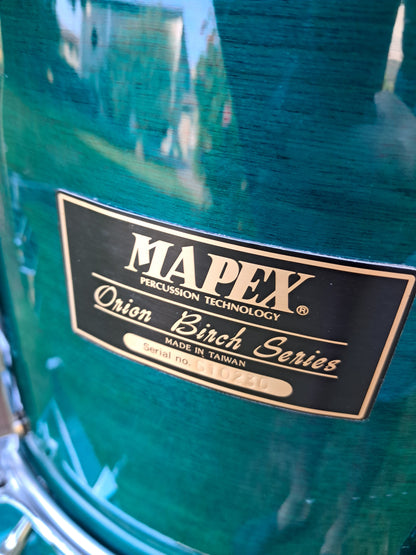 MAPEX®
PERCUSSION TECHNOLOGY
Orion Birch Series
MADE IN TAIWAN
Serial no.